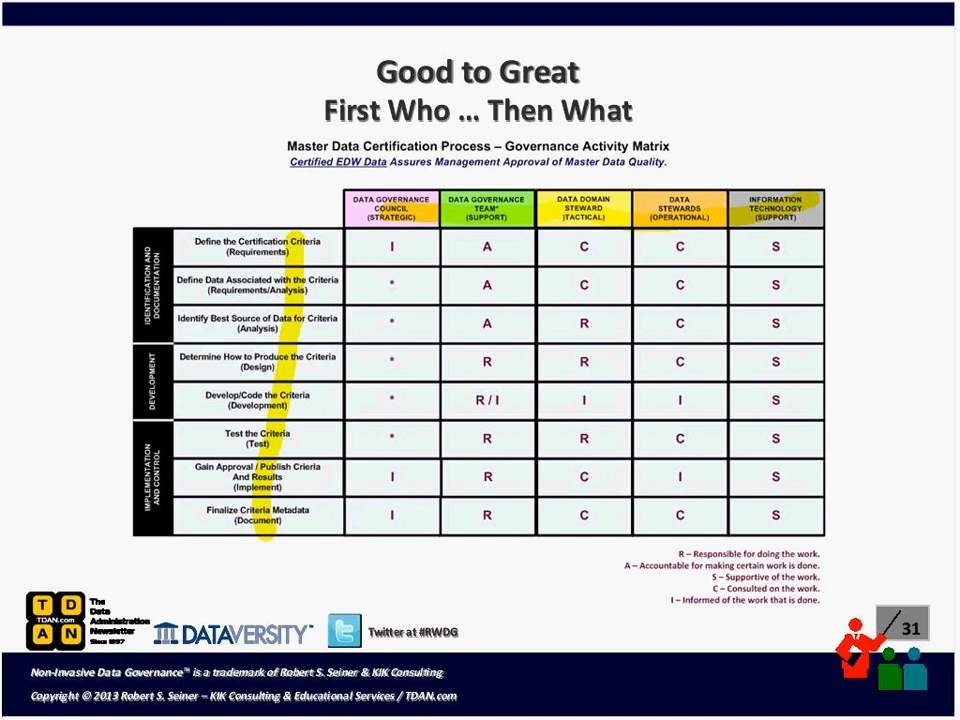 Good to Great
First Who ... Then What
Master Data Certification Process – Governance Activity Matrix
Certified EDW Data Assures Management Approval of Master Data Quality.
DATA GOVERNANCE
COUNCIL
(STRATEGIC)
DATA GOVERNANCE
TEAM*
(SUPPORT)
DATA DOMAIN
STEWARD
)TACTICAL)
DATA
STEWARDS
(OPERATIONAL)
INFORMATION
TECHNOLOGY
(SUPPORT)
IDENTIFICATION AND
DOCUMENTATION
Define the Certification Criteria
(Requirements)
I A C C S
Define Data Associated with the Criteria
(Requirements/Analysis)
* A C C S
Identify Best Source of Data for Criteria
(Analysis)
* A R C S
DEVELOPMENT
Determine How to Produce the Criteria
(Design)
* R R C S
Develop/Code the Criteria
(Development)
* R / I I I S
IMPLEMENTATION
AND CONTROL
Test the Criteria
(Test)
* R R C S
Gain Approval / Publish Crieria
And Results
(Implement)
I R C I S
Finalize Criteria Metadata
(Document)
I R C C S
R – Responsible for doing the work.
A – Accountable for making certain work is done.
S – Supportive of the work.
C – Consulted on the work.
I – Informed of the work that is done.
T D
TDAN.com
A N
The
Data
Administration
Newsletter
Since 1997
DATAVERSITY™
Twitter at #RWDG
31
Non-Invasive Data Governance™ is a trademark of Robert S. Seiner & KIK Consulting
Copyright © 2013 Robert S. Seiner – KIK Consulting & Educational Services / TDAN.com